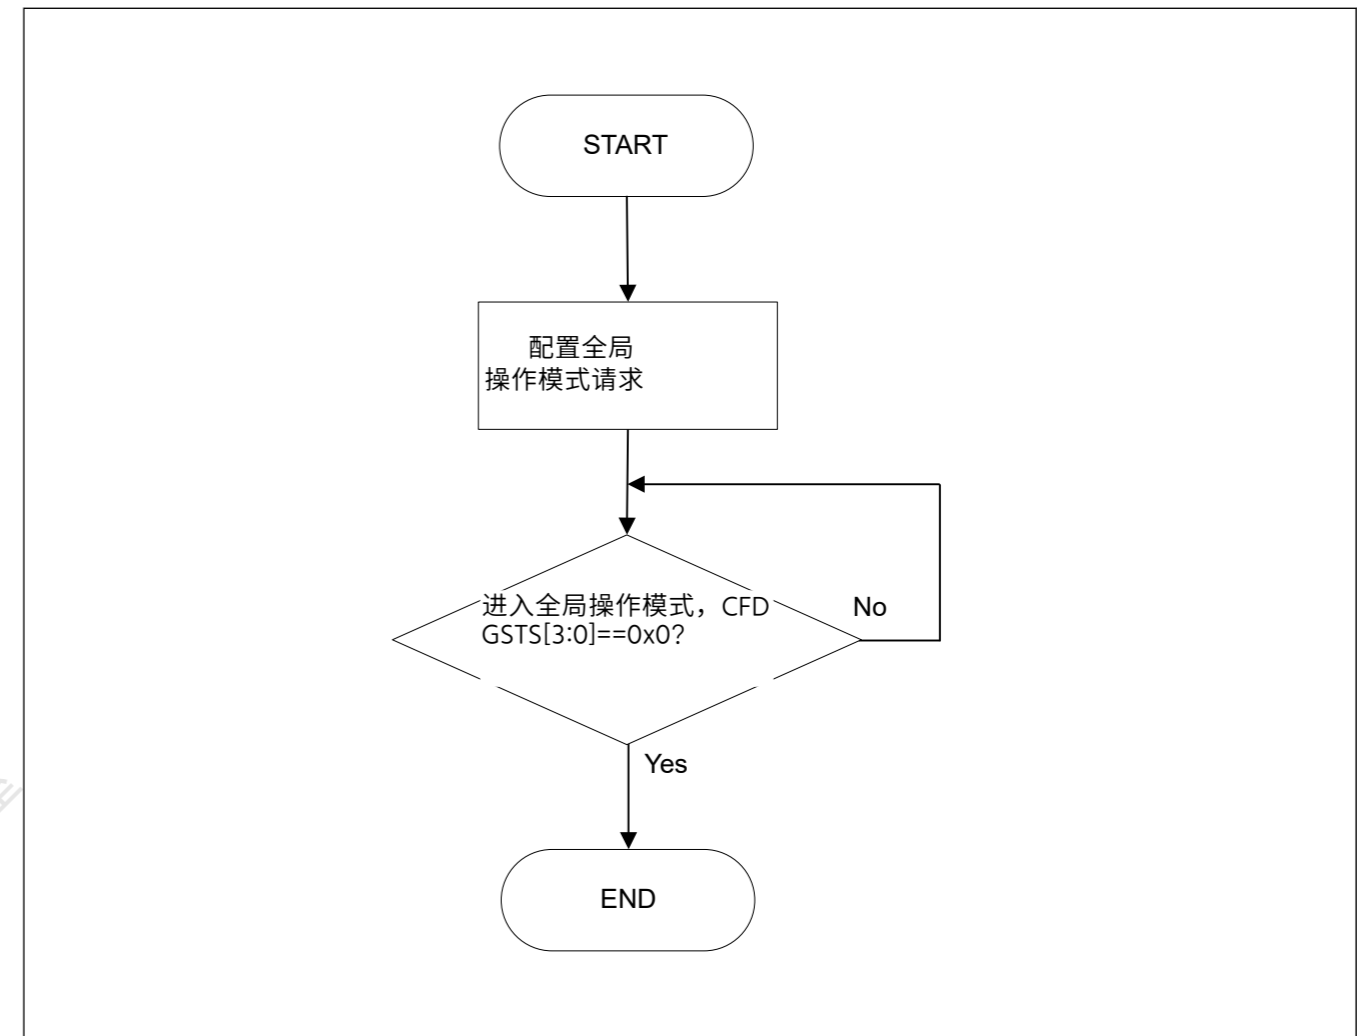 START
配置全局
操作模式请求
进入全局操作模式，CFD
GSTS[3:0]==0x0?
No
Yes
END